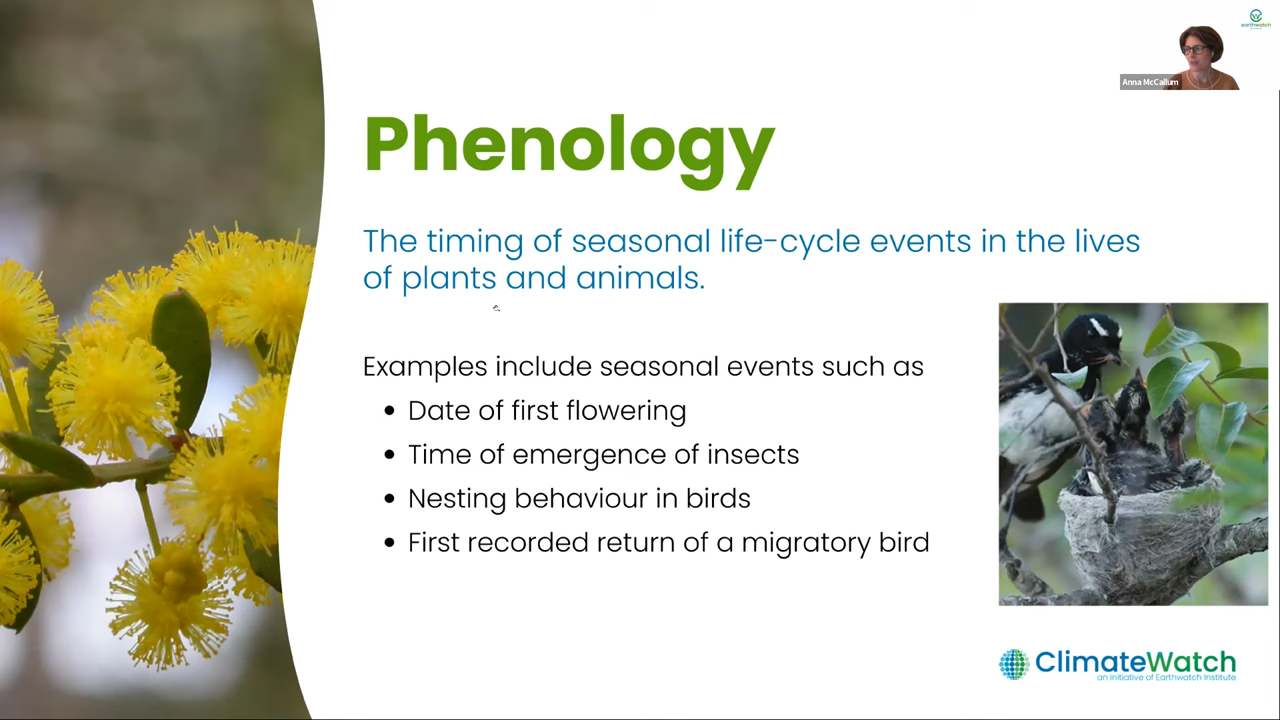 earthwatch
Anna McCallum
Phenology
The timing of seasonal life-cycle events in the lives
of plants and animals.
Examples include seasonal events such as
• Date of first flowering
• Time of emergence of insects
• Nesting behaviour in birds
• First recorded return of a migratory bird
ClimateWatch
an initiative of Earthwatch Institute